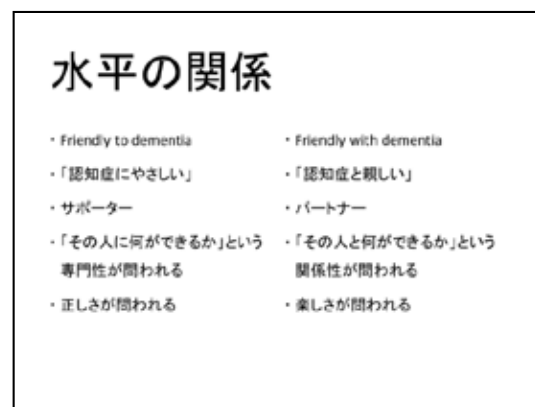 水平の関係
・Friendly to dementia
・「認知症にやさしい」
・サポーター
・「その人に何ができるか」という
専門性が問われる
・正しさが問われる
・Friendly with dementia
・「認知症と親しい」
・パートナー
・「その人と何ができるか」という
関係性が問われる
・楽しさが問われる